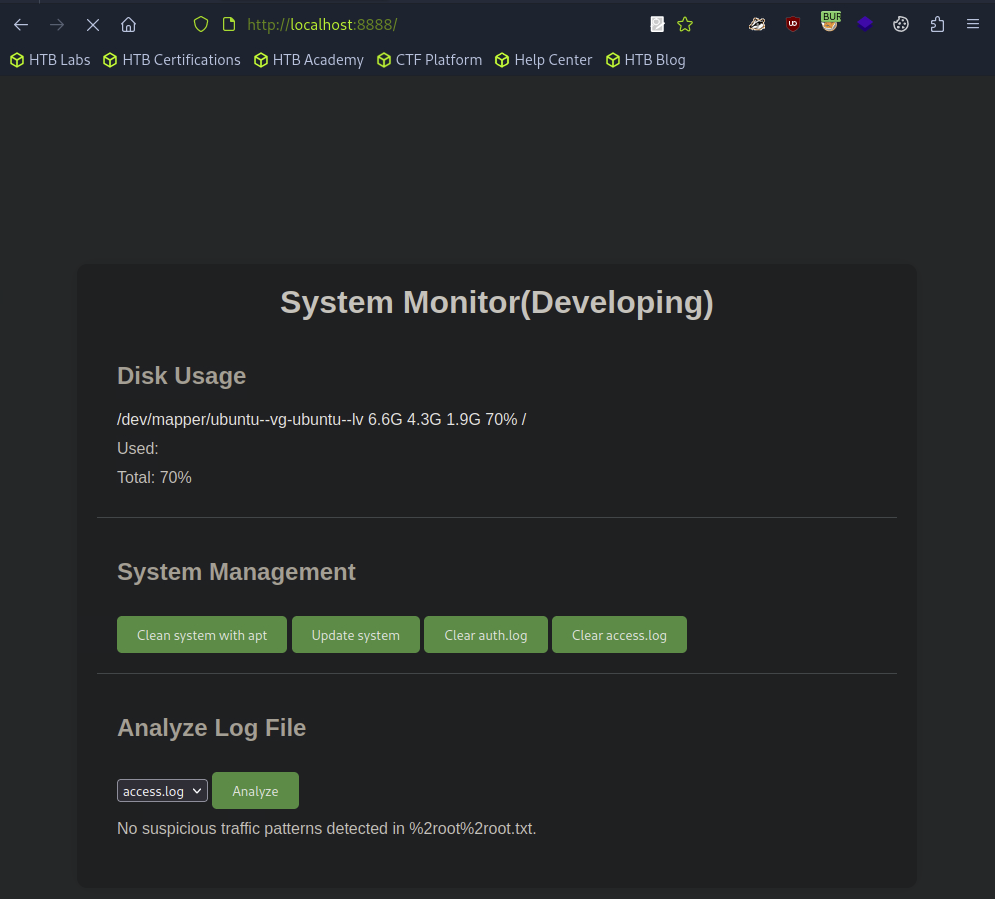 http://localhost:8888/
UD
BUR
HTB Labs HTB Certifications HTB Academy CTF Platform Help Center HTB Blog
System Monitor(Developing)
Disk Usage
/dev/mapper/ubuntu--vg-ubuntu--lv 6.6G 4.3G 1.9G 70% /
Used:
Total: 70%
System Management
Clean system with apt Update system Clear auth.log Clear access.log
Analyze Log File
access.log Analyze
No suspicious traffic patterns detected in %2root%2root.txt.